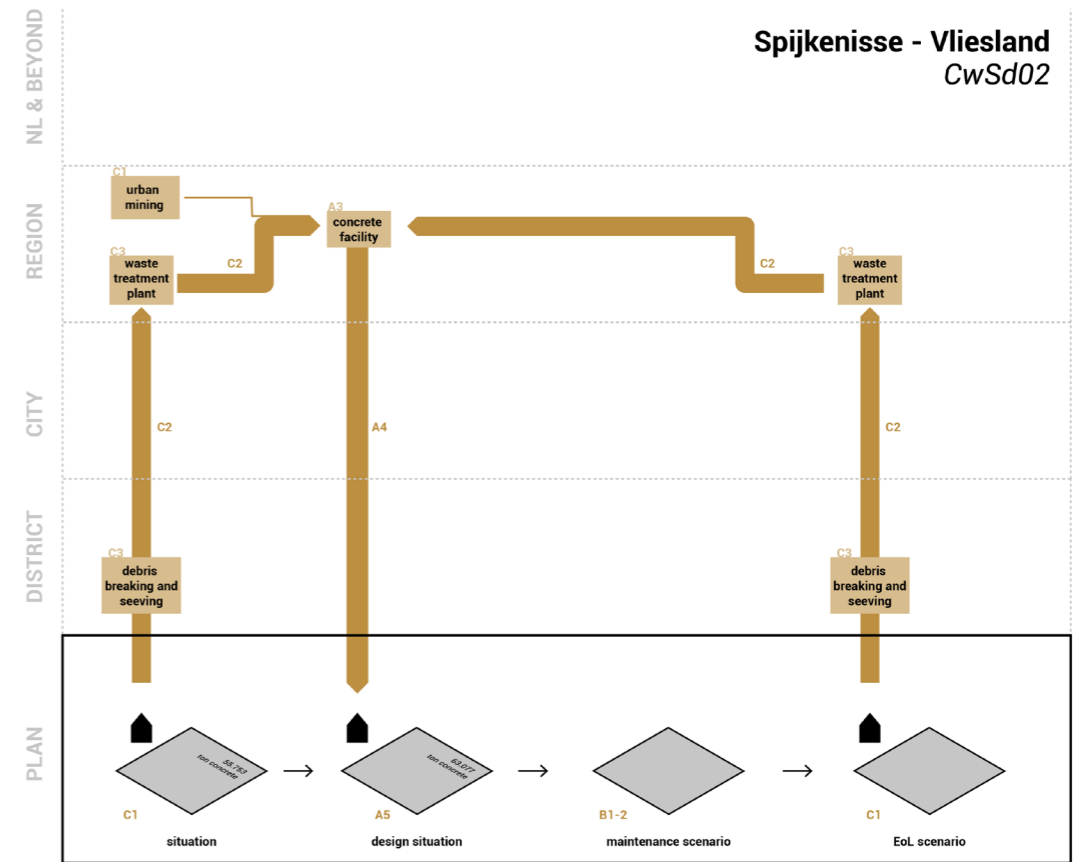 Spijkenisse - Vliesland
CwSd02
NL & BEYOND
REGION
C1
urban
mining
A3
concrete
facility
C3
waste
treatment
plant
C2
C2
C3
waste
treatment
plant
CITY
C2
A4
C2
DISTRICT
C3
debris
breaking and
seeving
C3
debris
breaking and
seeving
PLAN
55.753
ton concrete
63.077
ton concrete
C1
A5
B1-2
C1
situation
design situation
maintenance scenario
EoL scenario